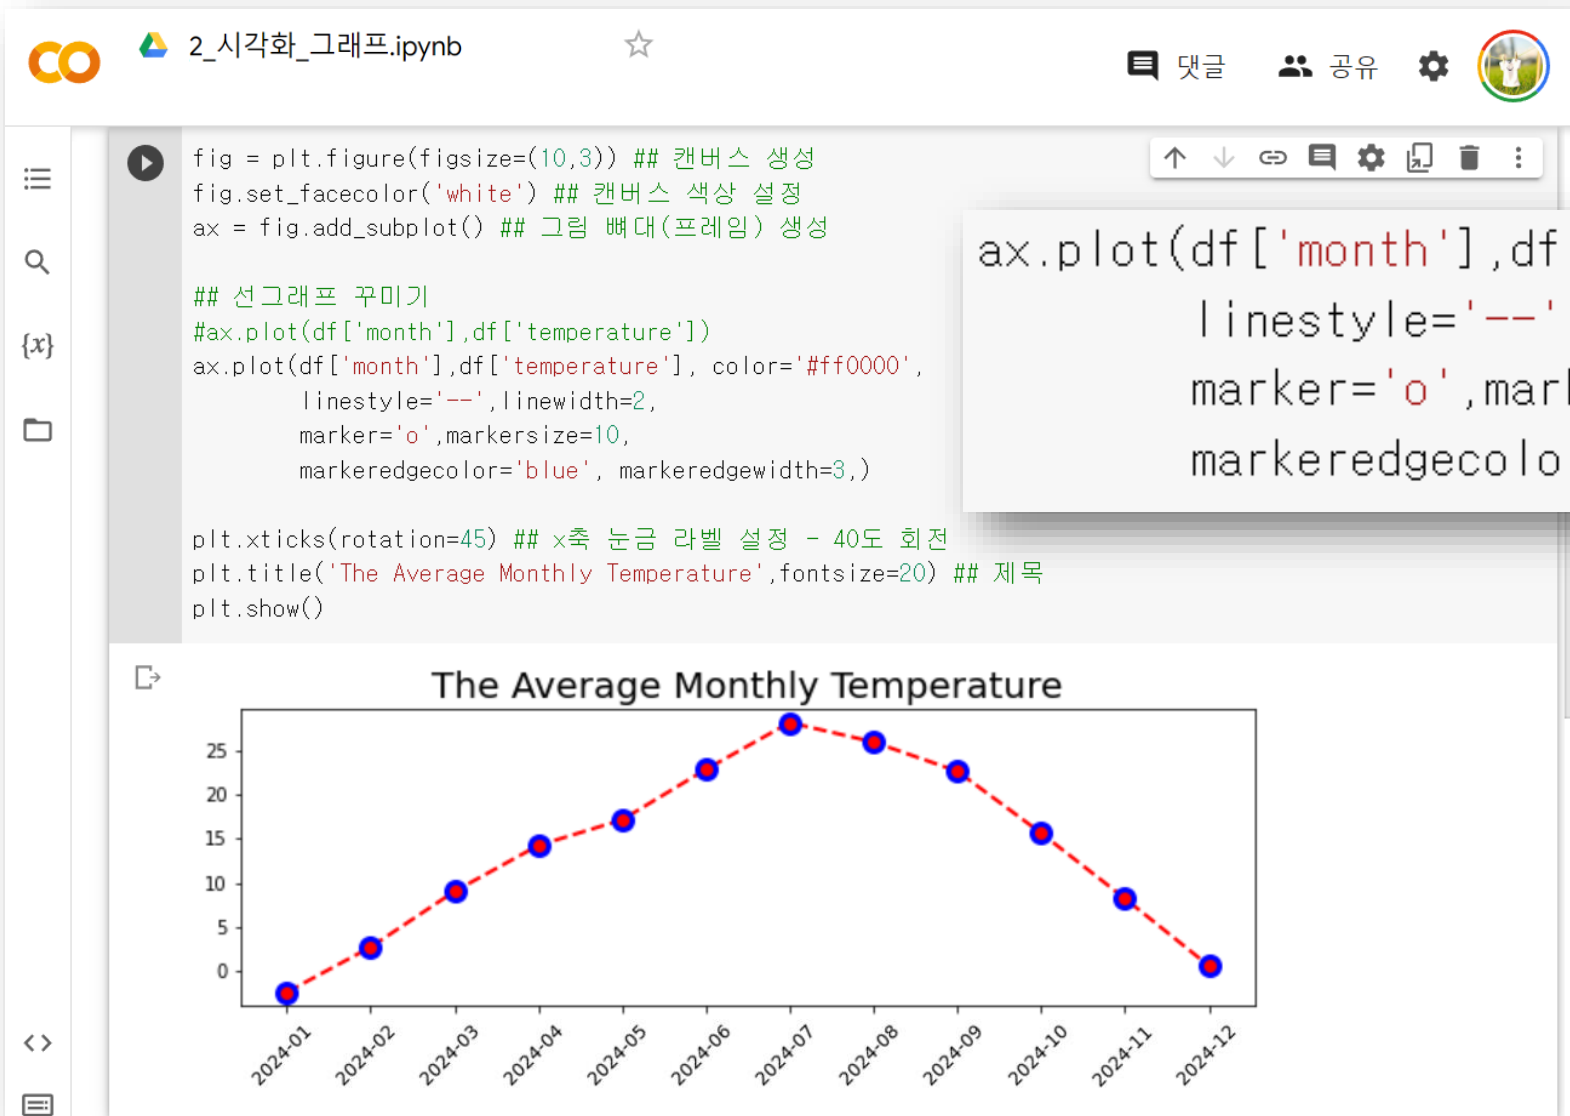 2_시각화_그래프.ipynb
댓글
공유
{x}
fig = plt.figure(figsize=(10,3)) ## 캔버스 생성
fig.set_facecolor('white') ## 캔버스 색상 설정
ax = fig.add_subplot() ## 그림 뼈대(프레임) 생성
## 선그래프 꾸미기
#ax.plot(df['month'],df['temperature'])
ax.plot(df['month'],df['temperature'], color='#ff0000',
linestyle='--',linewidth=2,
marker='o',markersize=10,
markeredgecolor='blue', markeredgewidth=3,)
plt.xticks(rotation=45) ## x축 눈금 라벨 설정 - 40도 회전
plt.title('The Average Monthly Temperature',fontsize=20) ## 제목
plt.show()
ax.plot(df['month'],df
linestyle='--'
marker='o',mark
markeredgecolo
The Average Monthly Temperature
25
20
15
10
5
0
2024-01
2024-02
2024-03
2024-04
2024-05
2024-06
2024-07
2024-08
2024-09
2024-10
2024-11
2024-12